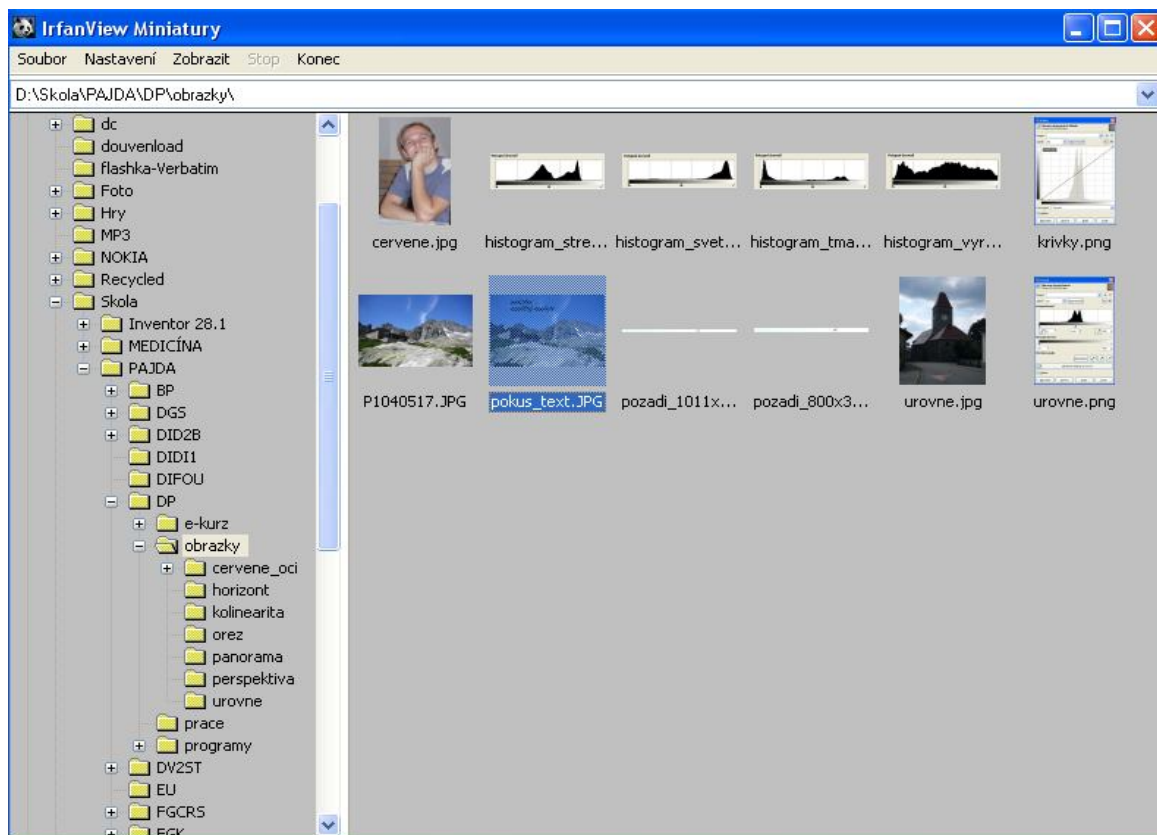 IrfanView Miniatury
Soubor Nastavení Zobrazit Stop Konec
D:\Skola\PAJDA\DP\obrazky\
dc
douvenload
flashka-Verbatim
Foto
Hry
MP3
NOKIA
Recycled
Skola
Inventor 28.1
MEDICÍNA
PAJDA
BP
DGS
DID2B
DIDI1
DIFOU
DP
e-kurz
obrazky
cervene_oci
horizont
kolinearita
orez
panorama
perspektiva
urovne
prace
programy
DV2ST
EU
FGCRS
cervene.jpg histogram_stre... histogram_svet... histogram_tma... histogram_vyr... krivky.png
P1040517.JPG pokus_text.JPG pozadi_1011x... pozadi_800x3... urovne.jpg urovne.png